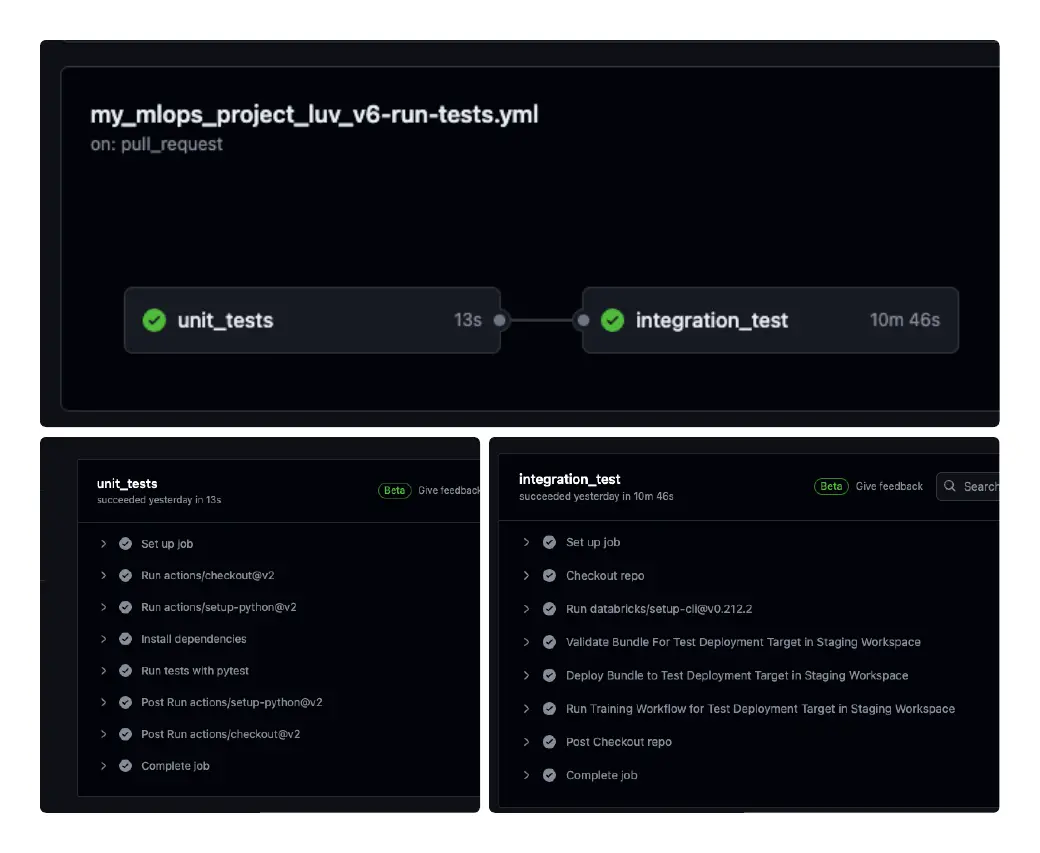 my_mlops_project_luv_v6-run-tests.yml
on: pull_request
unit_tests 13s
integration_test 10m 46s
unit_tests
succeeded yesterday in 13s
Beta Give feedback
Set up job
Run actions/checkout@v2
Run actions/setup-python@v2
Install dependencies
Run tests with pytest
Post Run actions/setup-python@v2
Post Run actions/checkout@v2
Complete job
integration_test
succeeded yesterday in 10m 46s
Beta Give feedback
Search
Set up job
Checkout repo
Run databricks/setup-cli@v0.212.2
Validate Bundle For Test Deployment Target in Staging Workspace
Deploy Bundle to Test Deployment Target in Staging Workspace
Run Training Workflow for Test Deployment Target in Staging Workspace
Post Checkout repo
Complete job